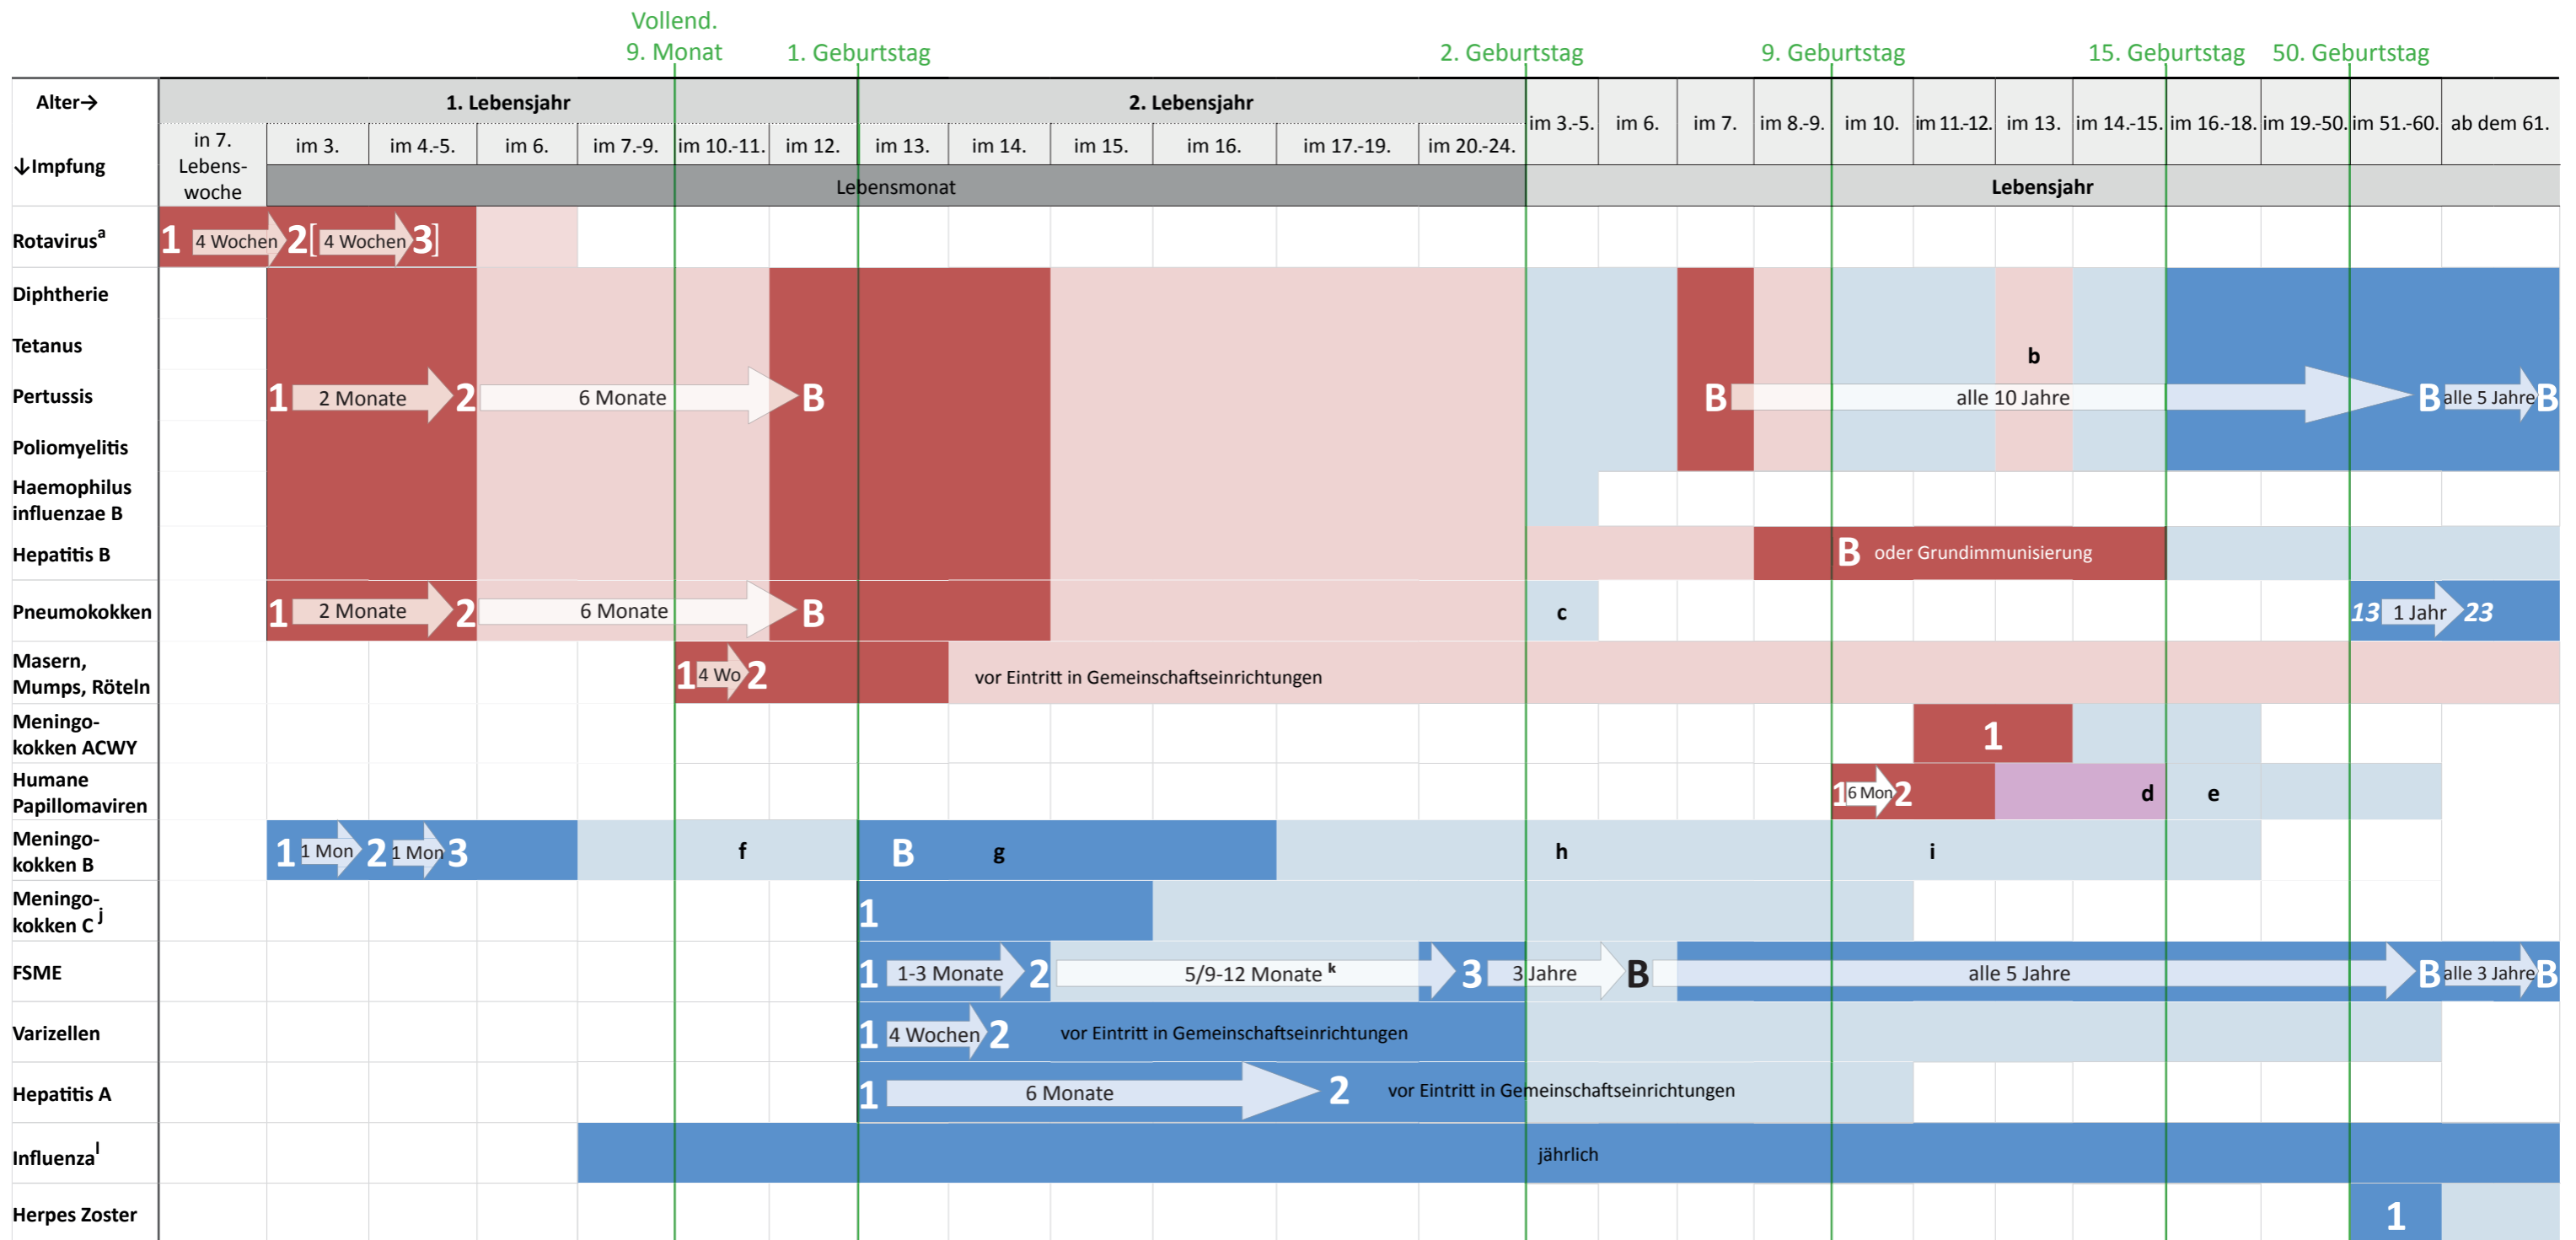 Vollend.
9. Monat 1. Geburtstag 2. Geburtstag 9. Geburtstag 15. Geburtstag 50. Geburtstag
Alter→ 1. Lebensjahr 2. Lebensjahr
im 3.-5. im 6. im 7. im 8.-9. im 10. im 11.-12. im 13. im 14.-15. im 16.-18. im 19.-50. im 51.-60. ab dem 61.
↓Impfung
in 7.
Lebens-
woche
im 3. im 4.-5. im 6. im 7.-9. im 10.-11. im 12. im 13. im 14. im 15. im 16. im 17.-19. im 20.-24.
Lebensmonat Lebensjahr
Rotavirusᵃ 1 4 Wochen 2 [ 4 Wochen 3]
Diphtherie
Tetanus b
Pertussis 1 2 Monate 2 6 Monate B B alle 10 Jahre B alle 5 Jahre B
Poliomyelitis
Haemophilus
influenzae B
Hepatitis B B oder Grundimmunisierung
Pneumokokken 1 2 Monate 2 6 Monate B c 13 1 Jahr 23
Masern,
Mumps, Röteln 1 4 Wo 2 vor Eintritt in Gemeinschaftseinrichtungen
Meningo-
kokken ACWY 1
Humane
Papillomaviren 1 6 Mon 2 d e
Meningo-
kokken B 1 1 Mon 2 1 Mon 3 f B g h i
Meningo-
kokken C ʲ 1
FSME 1 1-3 Monate 2 5/9-12 Monate ᵏ 3 3 Jahre B alle 5 Jahre B alle 3 Jahre B
Varizellen 1 4 Wochen 2 vor Eintritt in Gemeinschaftseinrichtungen
Hepatitis A 1 6 Monate 2 vor Eintritt in Gemeinschaftseinrichtungen
Influenzaˡ jährlich
Herpes Zoster 1